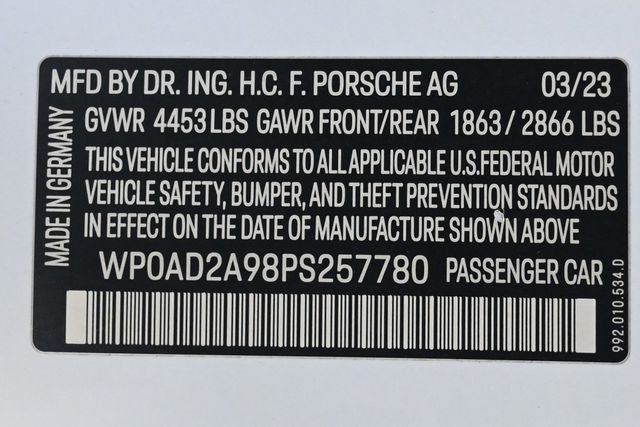 MFD BY DR. ING. H.C. F. PORSCHE AG 03/23
GVWR 4453 LBS GAWR FRONT/REAR 1863 / 2866 LBS
THIS VEHICLE CONFORMS TO ALL APPLICABLE U.S. FEDERAL MOTOR
VEHICLE SAFETY, BUMPER, AND THEFT PREVENTION STANDARDS
IN EFFECT ON THE DATE OF MANUFACTURE SHOWN ABOVE
WP0AD2A98PS257780 PASSENGER CAR
MADE IN GERMANY
992.010.534.D